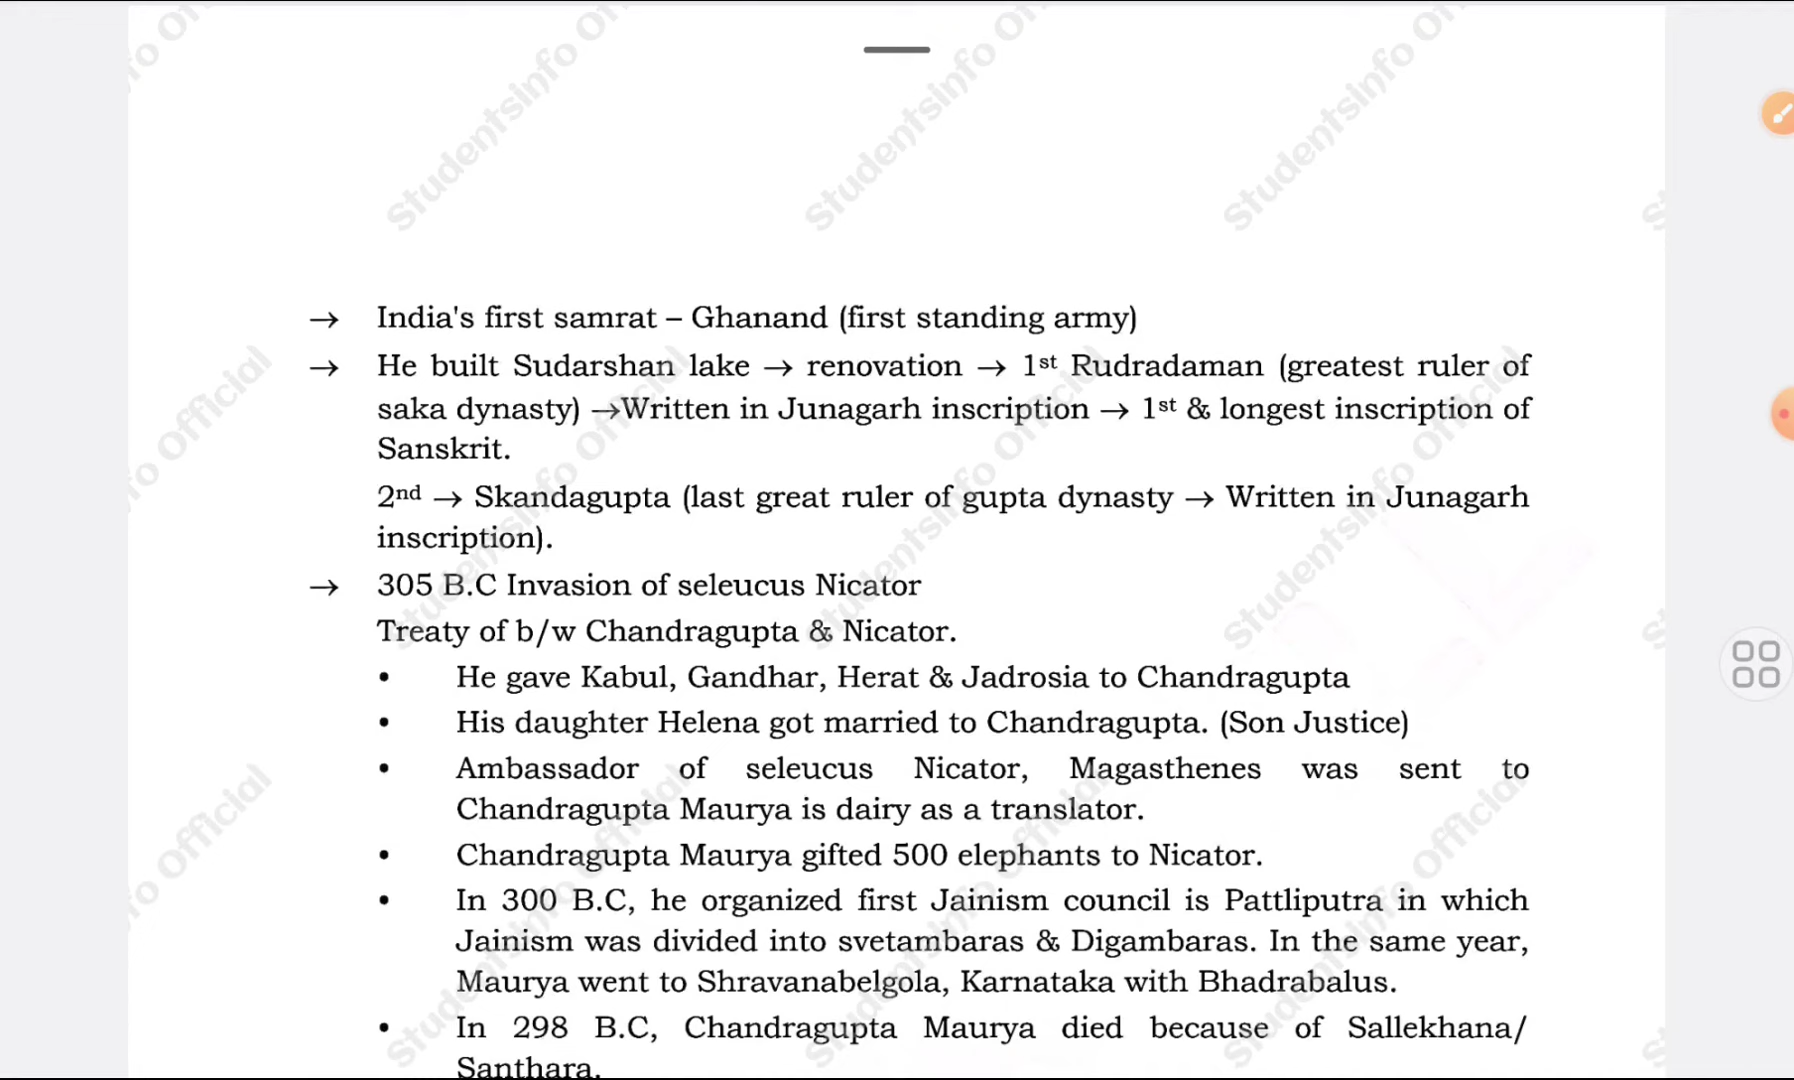 → India's first samrat – Ghanand (first standing army)
→ He built Sudarshan lake → renovation → 1st Rudradaman (greatest ruler of
saka dynasty) →Written in Junagarh inscription → 1st & longest inscription of
Sanskrit.
2nd → Skandagupta (last great ruler of gupta dynasty → Written in Junagarh
inscription).
→ 305 B.C Invasion of seleucus Nicator
Treaty of b/w Chandragupta & Nicator.
• He gave Kabul, Gandhar, Herat & Jadrosia to Chandragupta
• His daughter Helena got married to Chandragupta. (Son Justice)
• Ambassador of seleucus Nicator, Magasthenes was sent to
Chandragupta Maurya is dairy as a translator.
• Chandragupta Maurya gifted 500 elephants to Nicator.
• In 300 B.C, he organized first Jainism council is Pattliputra in which
Jainism was divided into svetambaras & Digambaras. In the same year,
Maurya went to Shravanabelgola, Karnataka with Bhadrabalus.
• In 298 B.C, Chandragupta Maurya died because of Sallekhana/
Santhara.
StudentsInfo Official